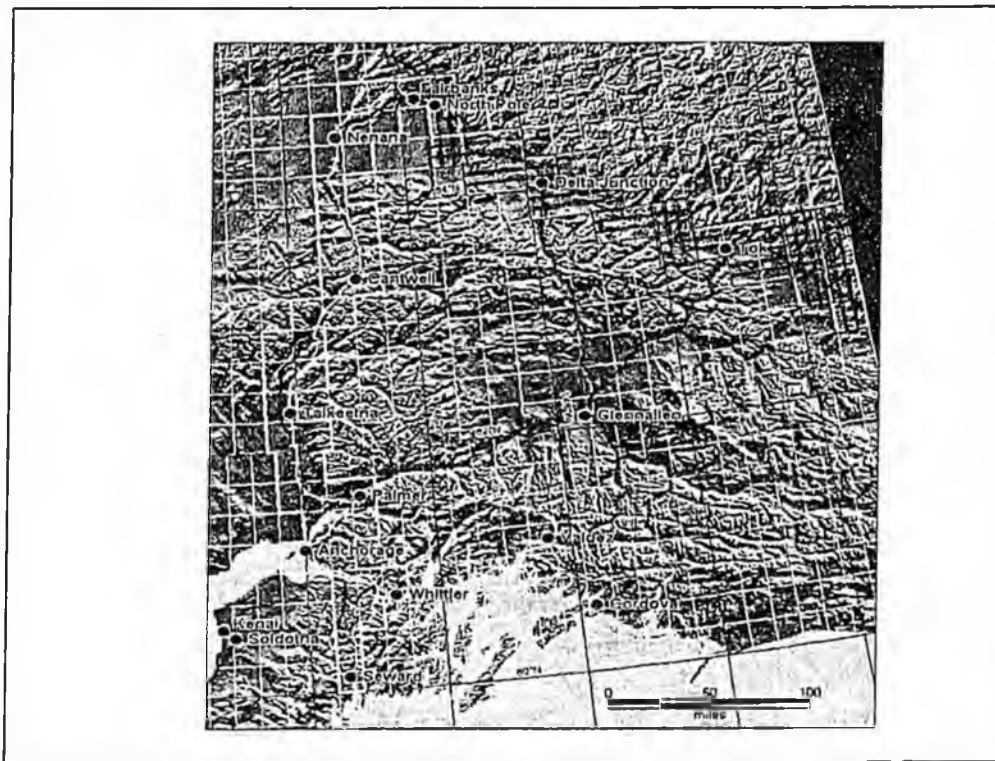 Fairbanks
North Pole
Nenana
Delta Junction
Tok
Cantwell
Talkeetna
Glennallen
Palmer
Anchorage
Whittier
Cordova
Kenai
Soldotna
Seward
0 50 100
miles